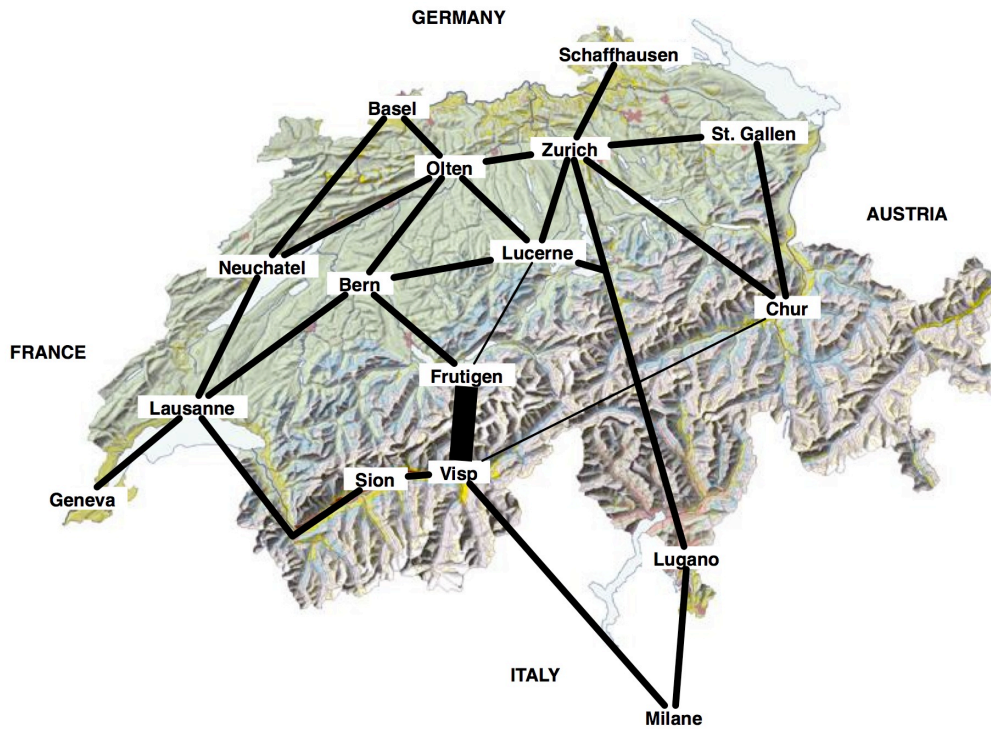 GERMANY
Schaffhausen
Basel
St. Gallen
Zurich
Olten
AUSTRIA
Lucerne
Neuchatel
Bern
Chur
FRANCE
Frutigen
Lausanne
Sion
Visp
Geneva
Lugano
ITALY
Milane